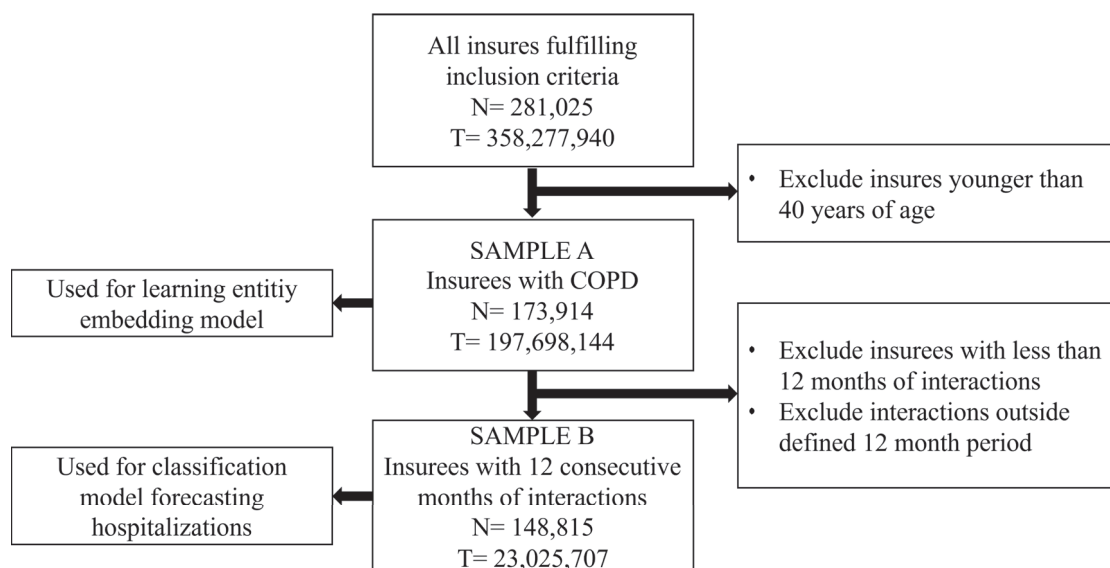 All insures fulfilling
inclusion criteria
N= 281,025
T= 358,277,940
• Exclude insures younger than
40 years of age
SAMPLE A
Insurees with COPD
N= 173,914
T= 197,698,144
Used for learning entitiy
embedding model
• Exclude insurees with less than
12 months of interactions
• Exclude interactions outside
defined 12 month period
SAMPLE B
Insurees with 12 consecutive
months of interactions
N= 148,815
T= 23,025,707
Used for classification
model forecasting
hospitalizations